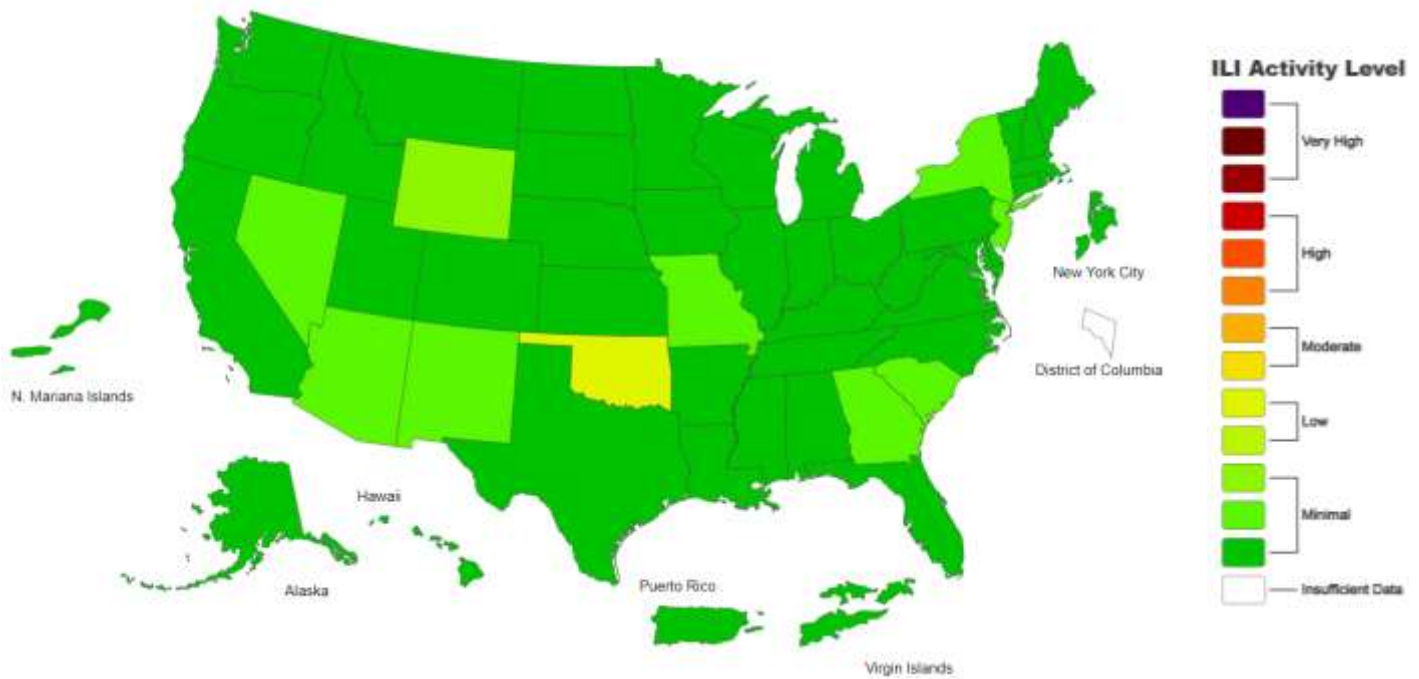 ILI Activity Level
Very High
High
Moderate
Low
Minimal
Insufficient Data
New York City
District of Columbia
N. Mariana Islands
Hawaii
Alaska
Puerto Rico
Virgin Islands